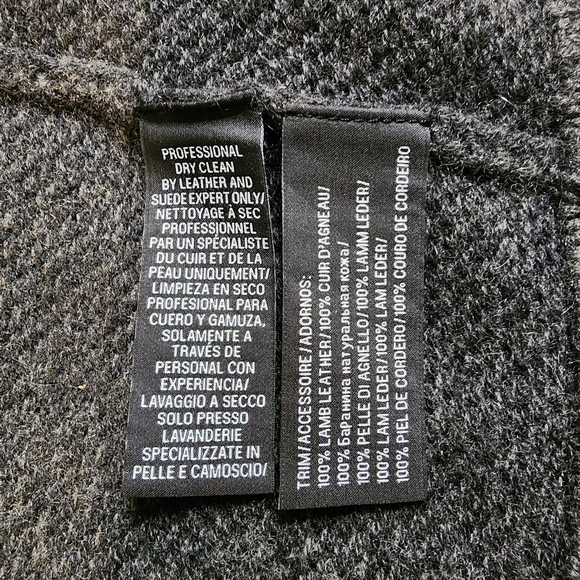 PROFESSIONAL
DRY CLEAN
BY LEATHER AND
SUEDE EXPERT ONLY/
NETTOYAGE À SEC
PROFESSIONNEL
PAR UN SPÉCIALISTE
DU CUIR ET DE LA
PEAU UNIQUEMENT/
LIMPIEZA EN SECO
PROFESIONAL PARA
CUERO Y GAMUZA,
SOLAMENTE A
TRAVÉS DE
PERSONAL CON
EXPERIENCIA/
LAVAGGIO A SECCO
SOLO PRESSO
LAVANDERIE
SPECIALIZZATE IN
PELLE E CAMOSCIO/
TRIM/ACCESSOIRE/ADORNOS:
100% LAMB LEATHER/100% CUIR D'AGNEAU/
100% Баранина натуральная кожа/
100% PELLE DI AGNELLO/100% LAMM LEDER/
100% LAM LEDER/100% LAM LEDER/
100% PIEL DE CORDERO/100% COURO DE CORDEIRO